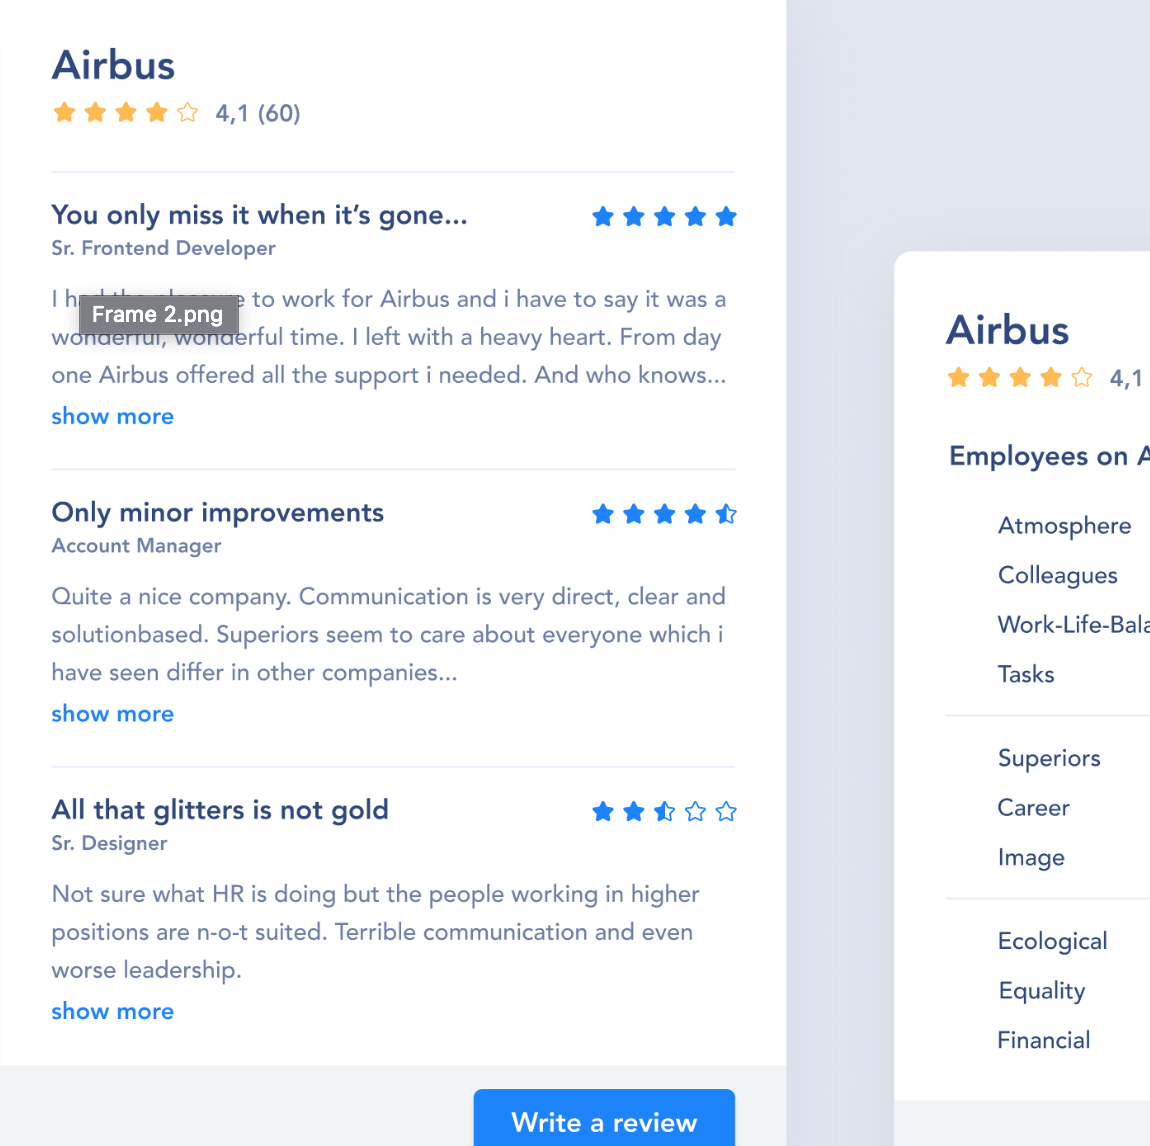 Airbus
4,1 (60)
You only miss it when it’s gone...
Sr. Frontend Developer
I had the pleasure to work for Airbus and i have to say it was a
Frame 2.png
wonderful, wonderful time. I left with a heavy heart. From day
one Airbus offered all the support i needed. And who knows...
show more
Only minor improvements
Account Manager
Quite a nice company. Communication is very direct, clear and
solutionbased. Superiors seem to care about everyone which i
have seen differ in other companies...
show more
All that glitters is not gold
Sr. Designer
Not sure what HR is doing but the people working in higher
positions are n-o-t suited. Terrible communication and even
worse leadership.
show more
Write a review
Airbus
4,1
Employees on A
Atmosphere
Colleagues
Work-Life-Bala
Tasks
Superiors
Career
Image
Ecological
Equality
Financial